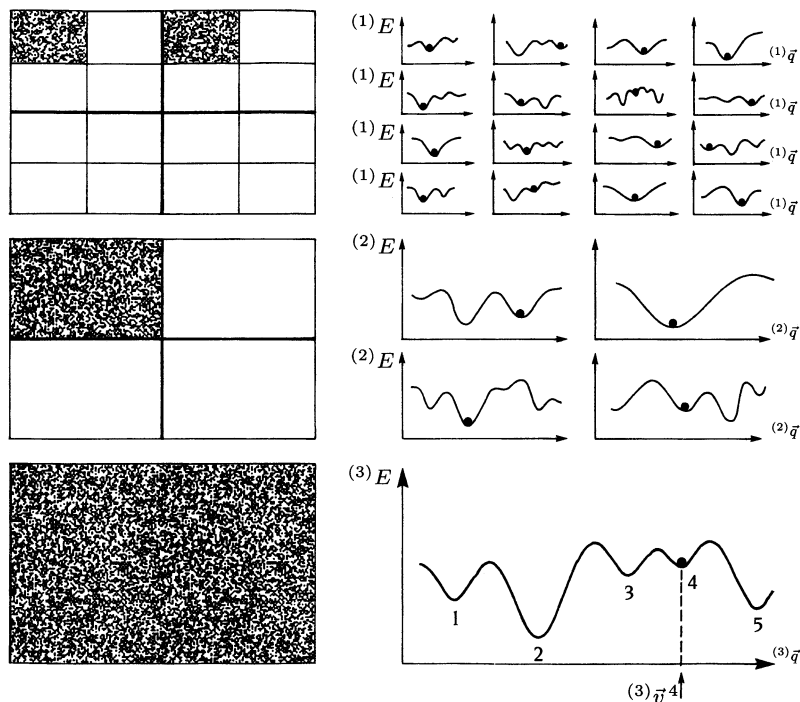 (1) E
(1) q⃗
(1) E
(1) q⃗
(1) E
(1) q⃗
(1) E
(1) q⃗
(2) E
(2) q⃗
(2) E
(2) q⃗
(3) E
1 2 3 4 5
(3) q⃗
(3) v⃗ 4